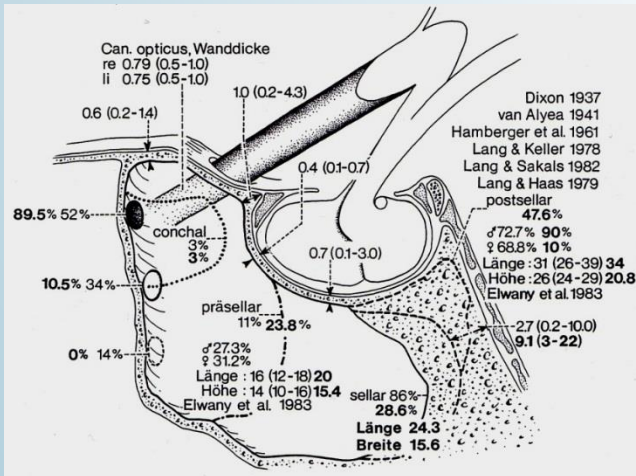 Can. opticus, Wanddicke
re 0.79 (0.5-1.0)
li 0.75 (0.5-1.0)
0.6 (0.2-1.4)
1.0 (0.2-4.3)
0.4 (0.1-0.7)
0.7 (0.1-3.0)
89.5% 52%
10.5% 34%
0% 14%
conchal
3%
3%
präsellar
11% 23.8%
♂27.3%
♀31.2%
Länge : 16 (12-18) 20
Höhe : 14 (10-16) 15.4
Elwany et al. 1983
sellar 86%
28.6%
Länge 24.3
Breite 15.6
Dixon 1937
van Alyea 1941
Hamberger et al. 1961
Lang & Keller 1978
Lang & Sakals 1982
Lang & Haas 1979
postsellar
47.6%
♂72.7% 90%
♀68.8% 10%
Länge: 31 (26-39) 34
Höhe: 26 (24-29) 20.8
Elwany et al. 1983
2.7 (0.2-10.0)
9.1 (3-22)